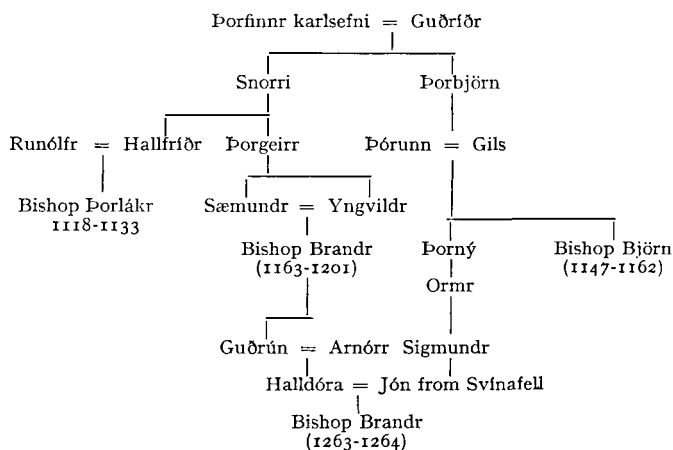 Þorfinnr karlsefni = Guðríðr
Snorri Þorbjörn
Runólfr = Hallfríðr Þorgeirr Þórunn = Gils
Bishop Þorlákr Sæmundr = Yngvildr
1118-1133
Bishop Brandr Þorný Bishop Björn
(1163-1201) (1147-1162)
Ormr
Guðrún = Arnórr Sigmundr
Halldóra = Jón from Svínafell
Bishop Brandr
(1263-1264)